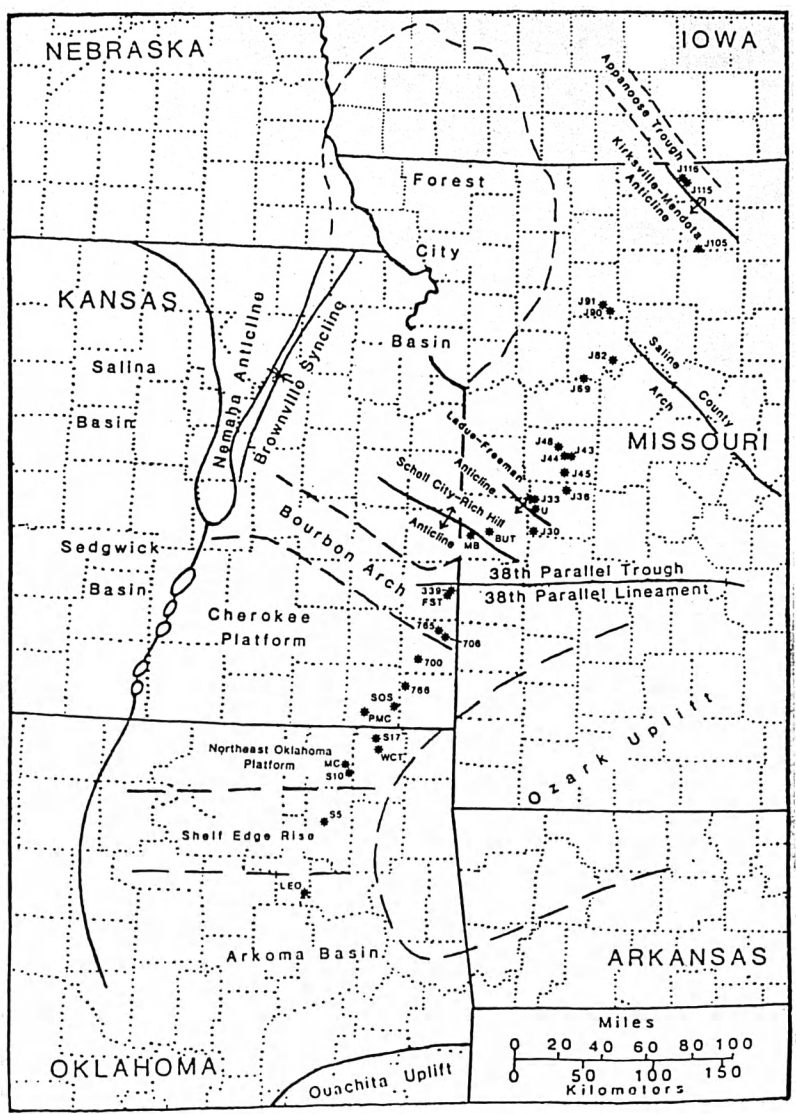 NEBRASKA
IOWA
Appanoose Trough
Kirksville-Mendota
Anticline
J116
J115
J105
Forest
City
Basin
KANSAS
Salina
Basin
Nemaha Anticline
Brownville Syncline
J91
J90
J82
J69
Saline County
Arch
MISSOURI
Ladue-Freeman
Anticline
J48
J44
J43
J45
J36
J33
U
J30
Schell City-Rich Hill
Anticline
MB
BUT
Bourbon Arch
Sedgwick
Basin
38th Parallel Trough
38th Parallel Lineament
339
FST
Cherokee
Platform
765
706
700
766
SOS
PMC
S17
WCT
Northeast Oklahoma
Platform
MC
S10
Ozark Uplift
S5
Shelf Edge Rise
LEO
Arkoma Basin
ARKANSAS
OKLAHOMA
Ouachita Uplift
Miles
0 20 40 60 80 100
0 50 100 150
Kilometers